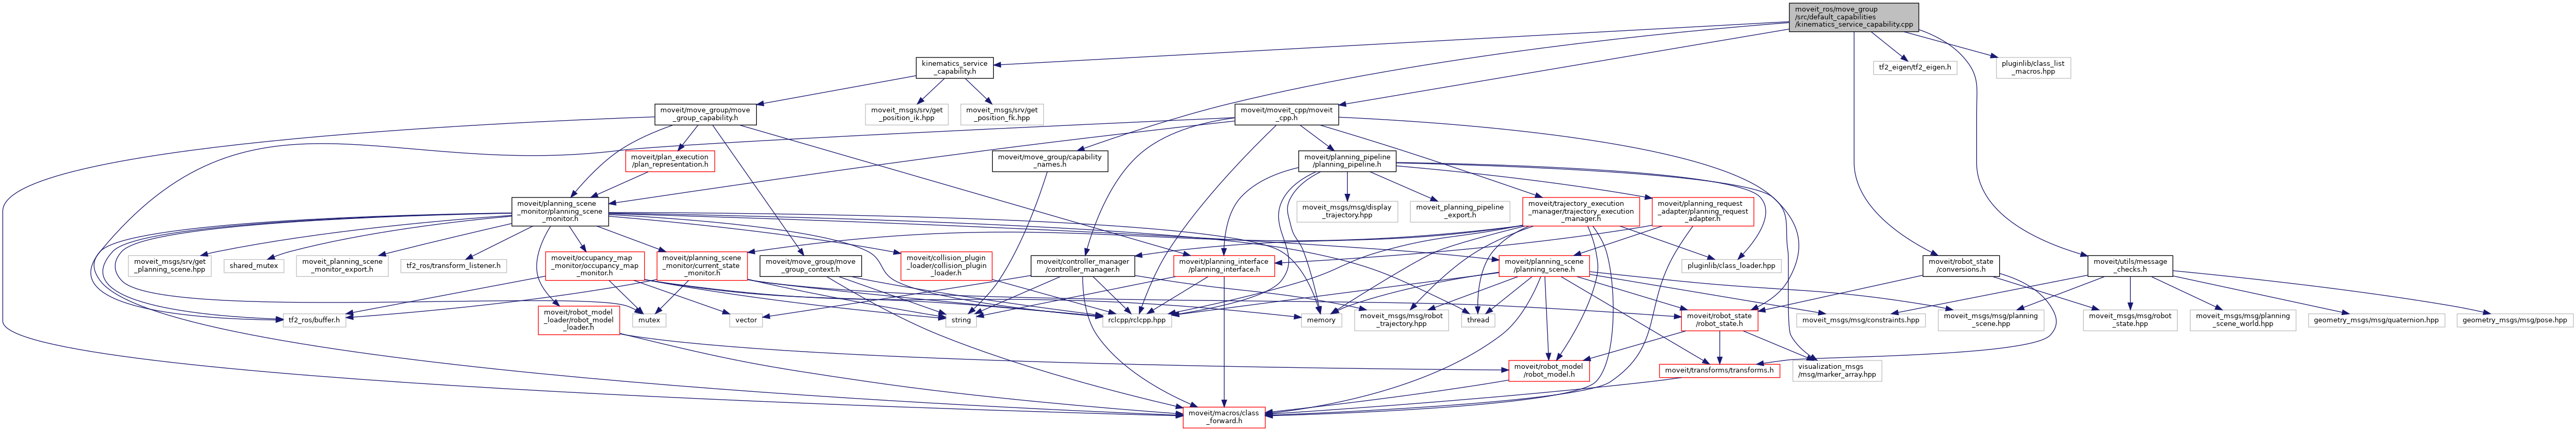 moveit_ros/move_group
/src/default_capabilities
/kinematics_service_capability.cpp
kinematics_service
_capability.h
tf2_eigen/tf2_eigen.h
pluginlib/class_list
_macros.hpp
moveit/move_group/move
_group_capability.h
moveit_msgs/srv/get
_position_ik.hpp
moveit_msgs/srv/get
_position_fk.hpp
moveit/moveit_cpp/moveit
_cpp.h
moveit/plan_execution
/plan_representation.h
moveit/move_group/capability
_names.h
moveit/planning_pipeline
/planning_pipeline.h
moveit/planning_scene
_monitor/planning_scene
_monitor.h
moveit_msgs/msg/display
_trajectory.hpp
moveit_planning_pipeline
_export.h
moveit/trajectory_execution
_manager/trajectory_execution
_manager.h
moveit/planning_request
_adapter/planning_request
_adapter.h
moveit_msgs/srv/get
_planning_scene.hpp
shared_mutex
moveit_planning_scene
_monitor_export.h
tf2_ros/transform_listener.h
moveit/occupancy_map
_monitor/occupancy_map
_monitor.h
moveit/planning_scene
_monitor/current_state
_monitor.h
moveit/move_group/move
_group_context.h
moveit/collision_plugin
_loader/collision_plugin
_loader.h
moveit/controller_manager
/controller_manager.h
moveit/planning_interface
/planning_interface.h
moveit/planning_scene
/planning_scene.h
pluginlib/class_loader.hpp
moveit/robot_state
/conversions.h
moveit/utils/message
_checks.h
tf2_ros/buffer.h
moveit/robot_model
_loader/robot_model
_loader.h
mutex
vector
string
rclcpp/rclcpp.hpp
memory
moveit_msgs/msg/robot
_trajectory.hpp
thread
moveit/robot_state
/robot_state.h
moveit_msgs/msg/constraints.hpp
moveit_msgs/msg/planning
_scene.hpp
moveit_msgs/msg/robot
_state.hpp
moveit_msgs/msg/planning
_scene_world.hpp
geometry_msgs/msg/quaternion.hpp
geometry_msgs/msg/pose.hpp
moveit/robot_model
/robot_model.h
moveit/transforms/transforms.h
visualization_msgs
/msg/marker_array.hpp
moveit/macros/class
_forward.h